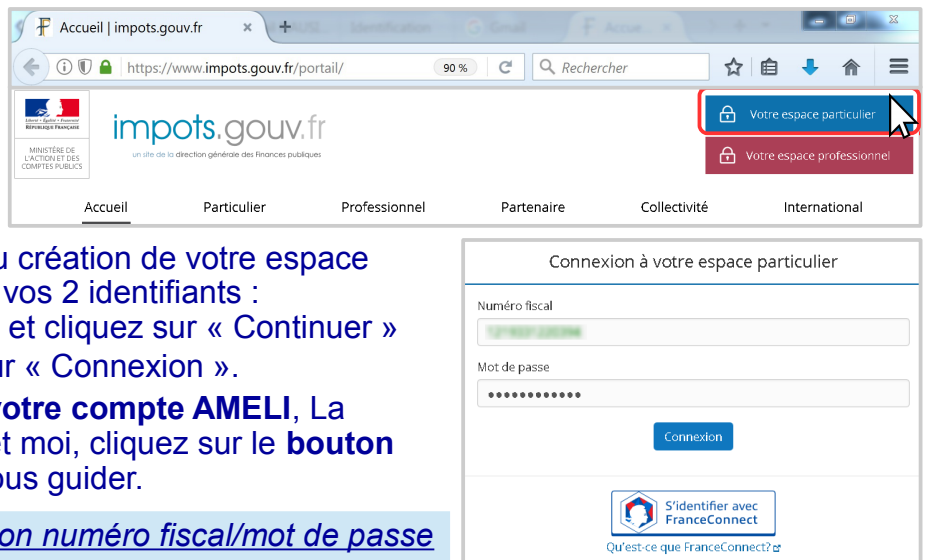 Accueil | impots.gouv.fr
https://www.impots.gouv.fr/portail/
90 %
Rechercher
Liberté • Égalité • Fraternité
RÉPUBLIQUE FRANÇAISE
MINISTÈRE DE
L'ACTION ET DES
COMPTES PUBLICS
impots.gouv.fr
un site de la direction générale des Finances publiques
Votre espace particulier
Votre espace professionnel
Accueil Particulier Professionnel Partenaire Collectivité International
création de votre espace
vos 2 identifiants :
et cliquez sur « Continuer »
« Connexion ».
votre compte AMELI, La
et moi, cliquez sur le bouton
guider.
numéro fiscal/mot de passe
Connexion à votre espace particulier
Numéro fiscal
Mot de passe
••••••••••••
Connexion
S'identifier avec
FranceConnect
Qu'est-ce que FranceConnect?